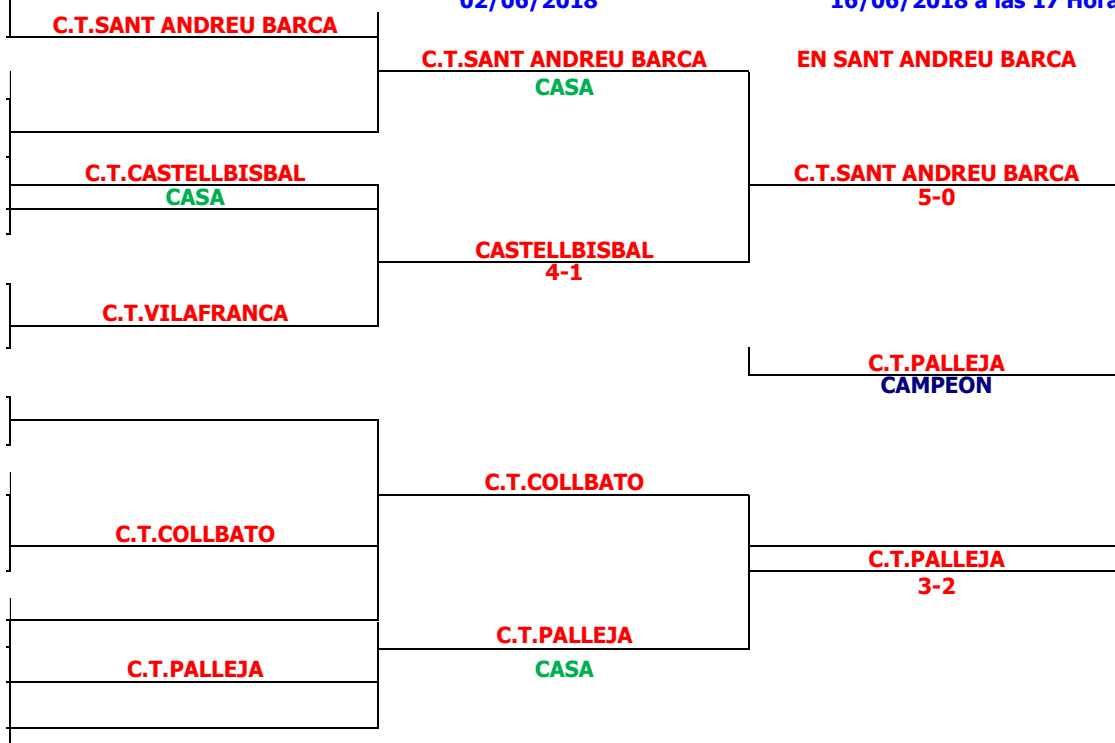 02/06/2018
16/06/2018 a las 17 Hora
C.T.SANT ANDREU BARCA
C.T.SANT ANDREU BARCA
CASA
EN SANT ANDREU BARCA
C.T.CASTELLBISBAL
CASA
C.T.SANT ANDREU BARCA
5-0
CASTELLBISBAL
4-1
C.T.VILAFRANCA
C.T.PALLEJA
CAMPEON
C.T.COLLBATO
C.T.COLLBATO
C.T.PALLEJA
3-2
C.T.PALLEJA
CASA
C.T.PALLEJA